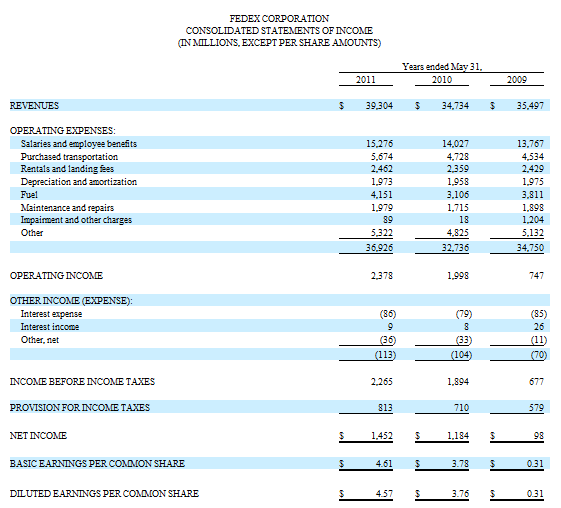 FEDEX CORPORATION
CONSOLIDATED STATEMENTS OF INCOME
(IN MILLIONS, EXCEPT PER SHARE AMOUNTS)
Years ended May 31,
2011 2010 2009
REVENUES $ 39,304 $ 34,734 $ 35,497
OPERATING EXPENSES:
Salaries and employee benefits 15,276 14,027 13,767
Purchased transportation 5,674 4,728 4,534
Rentals and landing fees 2,462 2,359 2,429
Depreciation and amortization 1,973 1,958 1,975
Fuel 4,151 3,106 3,811
Maintenance and repairs 1,979 1,715 1,898
Impairment and other charges 89 18 1,204
Other 5,322 4,825 5,132
36,926 32,736 34,750
OPERATING INCOME 2,378 1,998 747
OTHER INCOME (EXPENSE):
Interest expense (86) (79) (85)
Interest income 9 8 26
Other, net (36) (33) (11)
(113) (104) (70)
INCOME BEFORE INCOME TAXES 2,265 1,894 677
PROVISION FOR INCOME TAXES 813 710 579
NET INCOME $ 1,452 $ 1,184 $ 98
BASIC EARNINGS PER COMMON SHARE $ 4.61 $ 3.78 $ 0.31
DILUTED EARNINGS PER COMMON SHARE $ 4.57 $ 3.76 $ 0.31